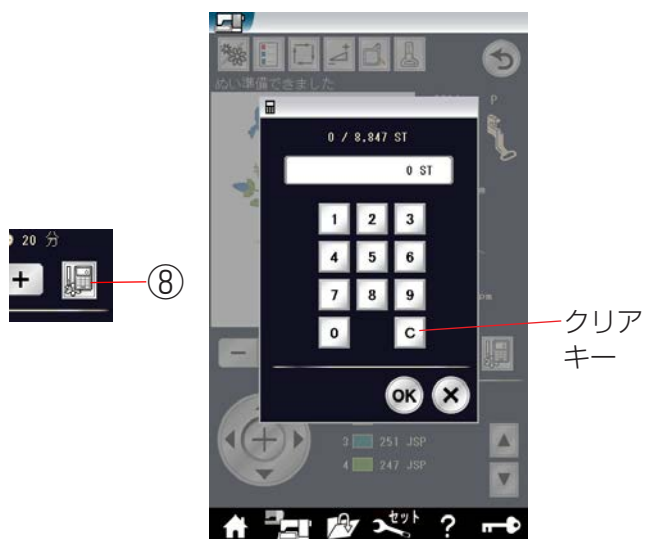 ぬい準備できました
P
0 / 8,847 ST
0 ST
1 2 3
4 5 6
7 8 9
0 C
OK
3 251 JSP
4 247 JSP
セット
?
20 分
+
⑧
クリア
キー